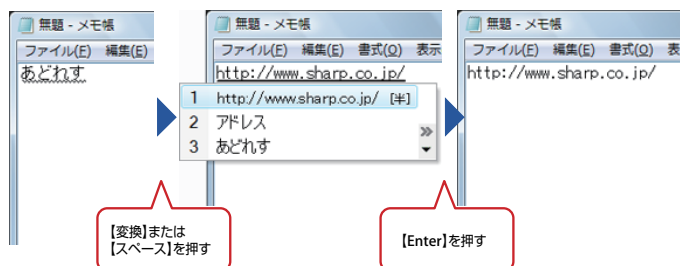 無題 - メモ帳
ファイル(F) 編集(E)
あどれす
無題 - メモ帳
ファイル(F) 編集(E) 書式(O) 表示
http://www.sharp.co.jp/
1 http://www.sharp.co.jp/ [半]
2 アドレス
3 あどれす
無題 - メモ帳
ファイル(F) 編集(E) 書式(O) 表
http://www.sharp.co.jp/
【変換】または
【スペース】を押す
【Enter】を押す